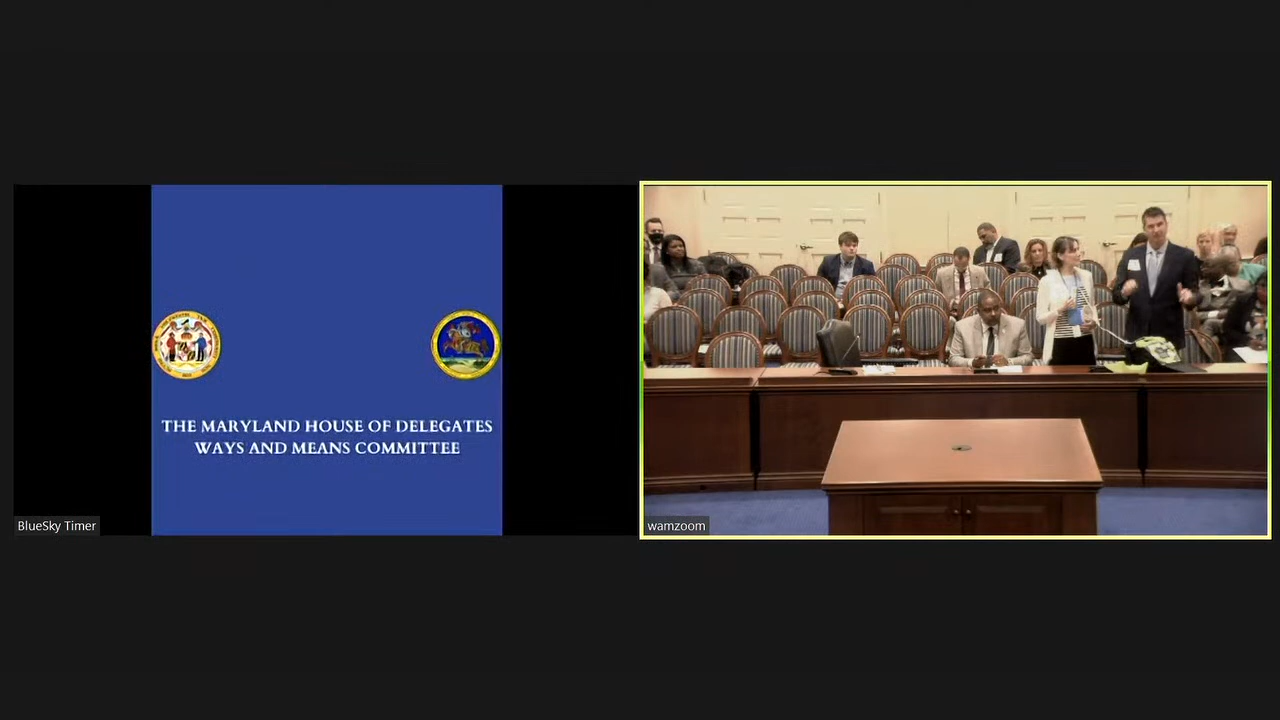 THE MARYLAND HOUSE OF DELEGATES
WAYS AND MEANS COMMITTEE
BlueSky Timer
wamzoom